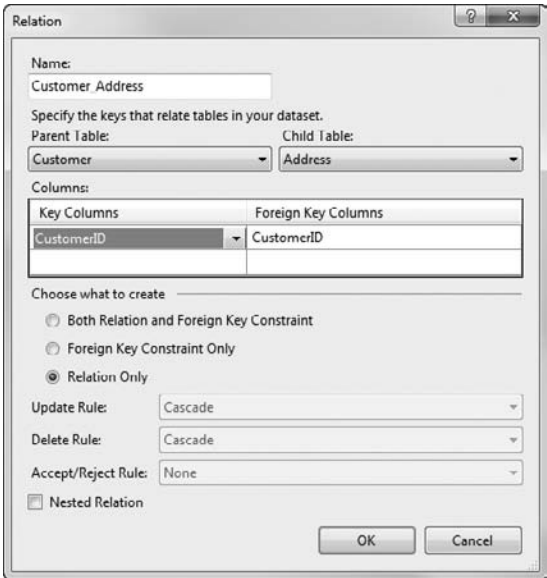 Relation
Name:
Customer_Address
Specify the keys that relate tables in your dataset.
Parent Table: Child Table:
Customer Address
Columns:
Key Columns Foreign Key Columns
CustomerID CustomerID
Choose what to create
Both Relation and Foreign Key Constraint
Foreign Key Constraint Only
Relation Only
Update Rule: Cascade
Delete Rule: Cascade
Accept/Reject Rule: None
Nested Relation
OK Cancel